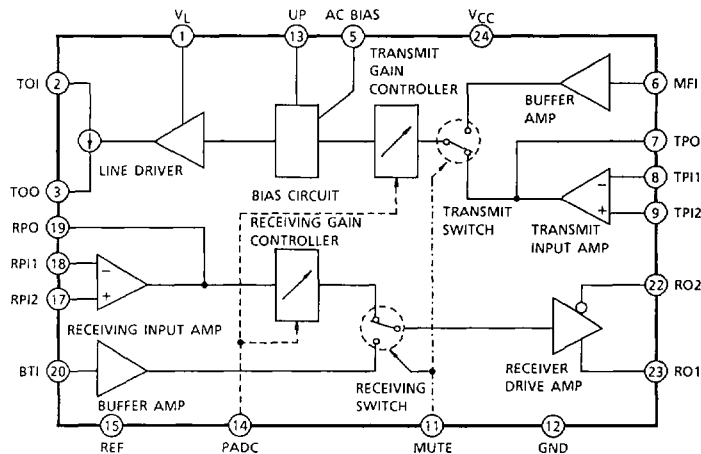 VL UP AC BIAS VCC
1 13 5 24
TRANSMIT
GAIN
CONTROLLER
TOI 2
BUFFER
AMP
6 MFI
LINE DRIVER
BIAS CIRCUIT
7 TPO
8 TPI1
9 TPI2
TRANSMIT
SWITCH
TRANSMIT
INPUT AMP
- +
TOO 3
RPO 19
RPI1 18
RPI2 17
- +
RECEIVING GAIN
CONTROLLER
RECEIVING INPUT AMP
22 RO2
BTI 20
BUFFER AMP
RECEIVING
SWITCH
RECEIVER
DRIVE AMP
23 RO1
15 14 11 12
REF PADC MUTE GND